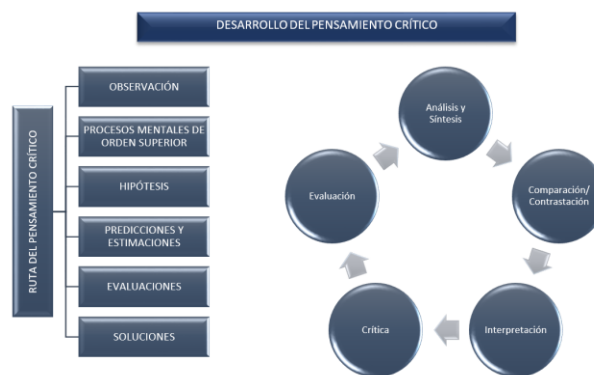 DESARROLLO DEL PENSAMIENTO CRÍTICO
RUTA DEL PENSAMIENTO CRÍTICO
OBSERVACIÓN
PROCESOS MENTALES DE
ORDEN SUPERIOR
HIPÓTESIS
PREDICCIONES Y
ESTIMACIONES
EVALUACIONES
SOLUCIONES
Análisis y
Síntesis
Comparación/
Contrastación
Interpretación
Crítica
Evaluación